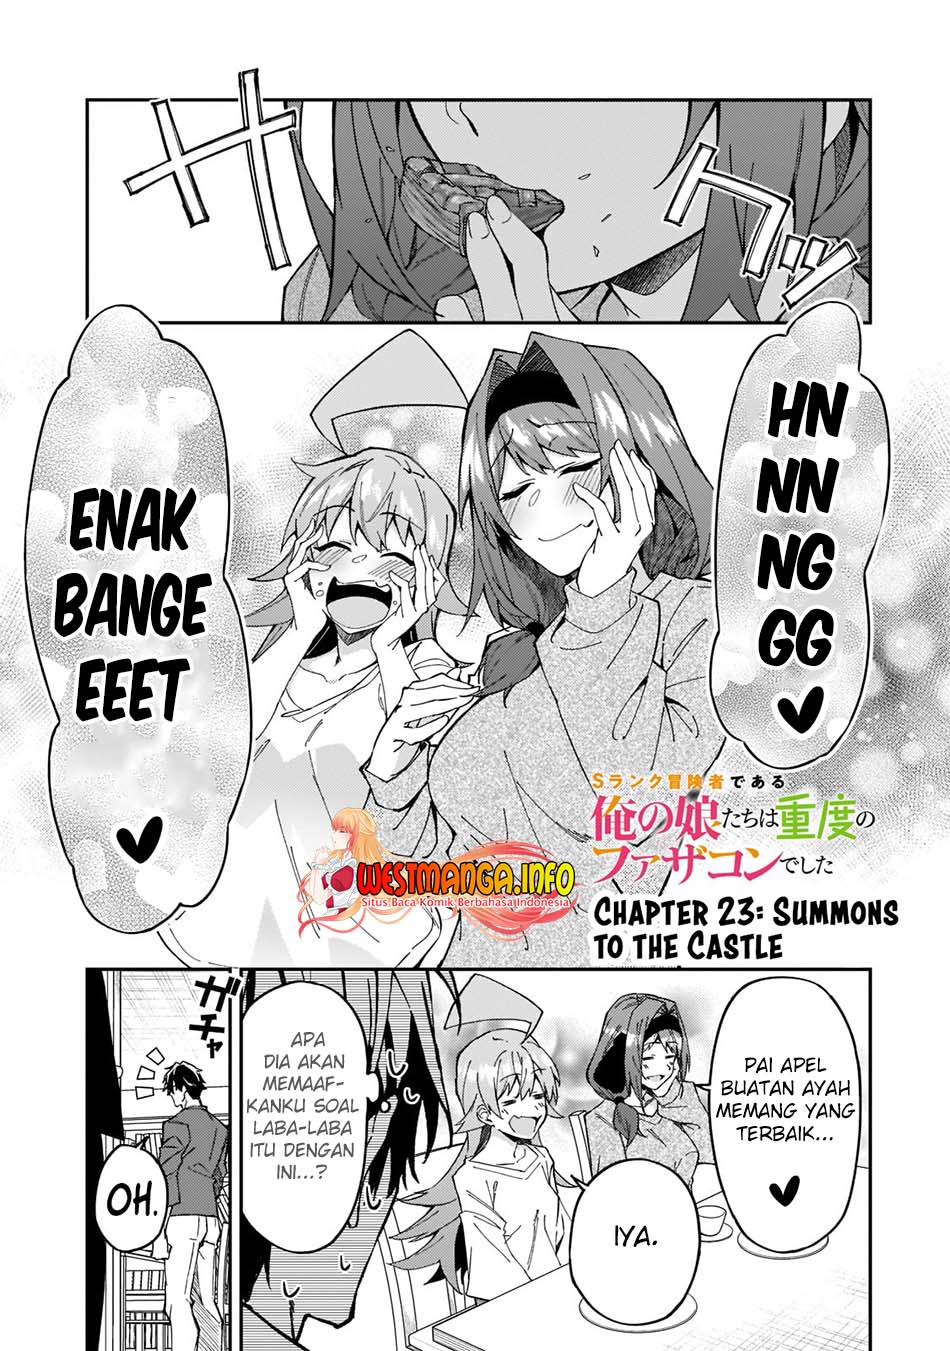 サクッ
HN
NN
NG
GG
ENAK
BANGE
EEET
Sランク冒険者である
俺の娘たちは重度の
ファザコンでした
CHAPTER 23: SUMMONS
TO THE CASTLE
WESTMANGA.INFO
Situs Baca Komik Berbahasa Indonesia
PAI APEL
BUATAN AYAH
MEMANG YANG
TERBAIK...
IYA.
APA
DIA AKAN
MEMAAF-
KANKU SOAL
LABA-LABA
ITU DENGAN
INI...?
ガチャ
OH.